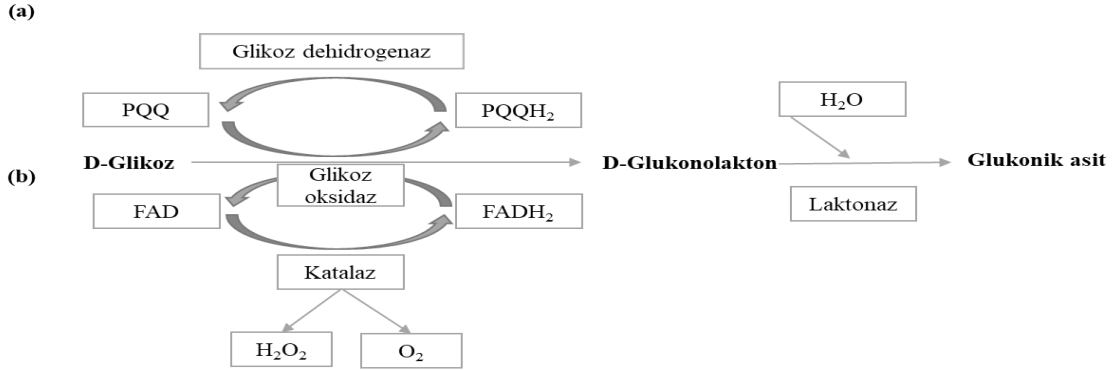 (a)
Glikoz dehidrogenaz
PQQ
PQQH₂
H₂O
D-Glikoz
D-Glukonolakton
Glukonik asit
(b)
Glikoz
oksidaz
FAD
FADH₂
Laktonaz
Katalaz
H₂O₂
O₂